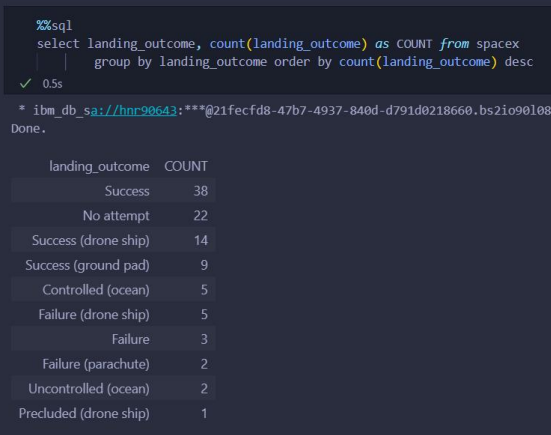 %%sql
select landing_outcome, count(landing_outcome) as COUNT from spacex
group by landing_outcome order by count(landing_outcome) desc
✓ 0.5s
* ibm_db_sa://hnr90643:***@21fecfd8-47b7-4937-840d-d791d0218660.bs2io90l08
Done.
landing_outcome COUNT
Success 38
No attempt 22
Success (drone ship) 14
Success (ground pad) 9
Controlled (ocean) 5
Failure (drone ship) 5
Failure 3
Failure (parachute) 2
Uncontrolled (ocean) 2
Precluded (drone ship) 1